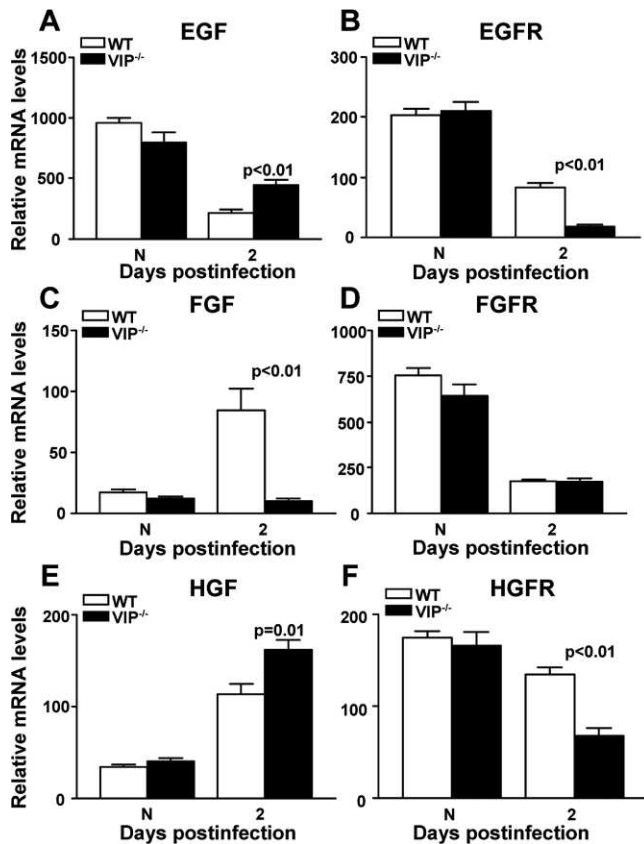 A
EGF
WT
VIP-/-
Relative mRNA levels
1500
1000
500
0
p<0.01
N
2
Days postinfection
B
EGFR
WT
VIP-/-
300
200
100
0
p<0.01
N
2
Days postinfection
C
FGF
WT
VIP-/-
Relative mRNA levels
150
100
50
0
p<0.01
N
2
Days postinfection
D
FGFR
WT
VIP-/-
1000
750
500
250
0
N
2
Days postinfection
E
HGF
WT
VIP-/-
Relative mRNA levels
200
100
0
p=0.01
N
2
Days postinfection
F
HGFR
WT
VIP-/-
200
100
0
p<0.01
N
2
Days postinfection